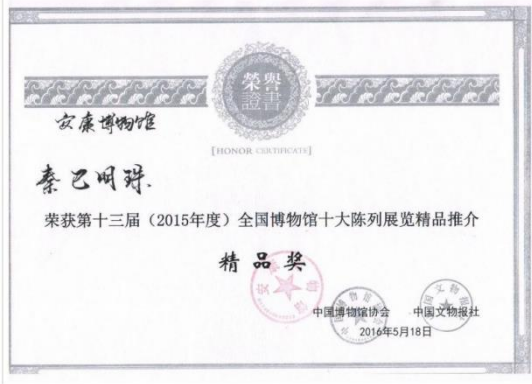 榮譽
證書
[HONOR CERTIFICATE]
安康博物馆
秦巴明珠
荣获第十三届（2015年度）全国博物馆十大陈列展览精品推介
精品奖
中国博物馆协会 中国文物报社
2016年5月18日